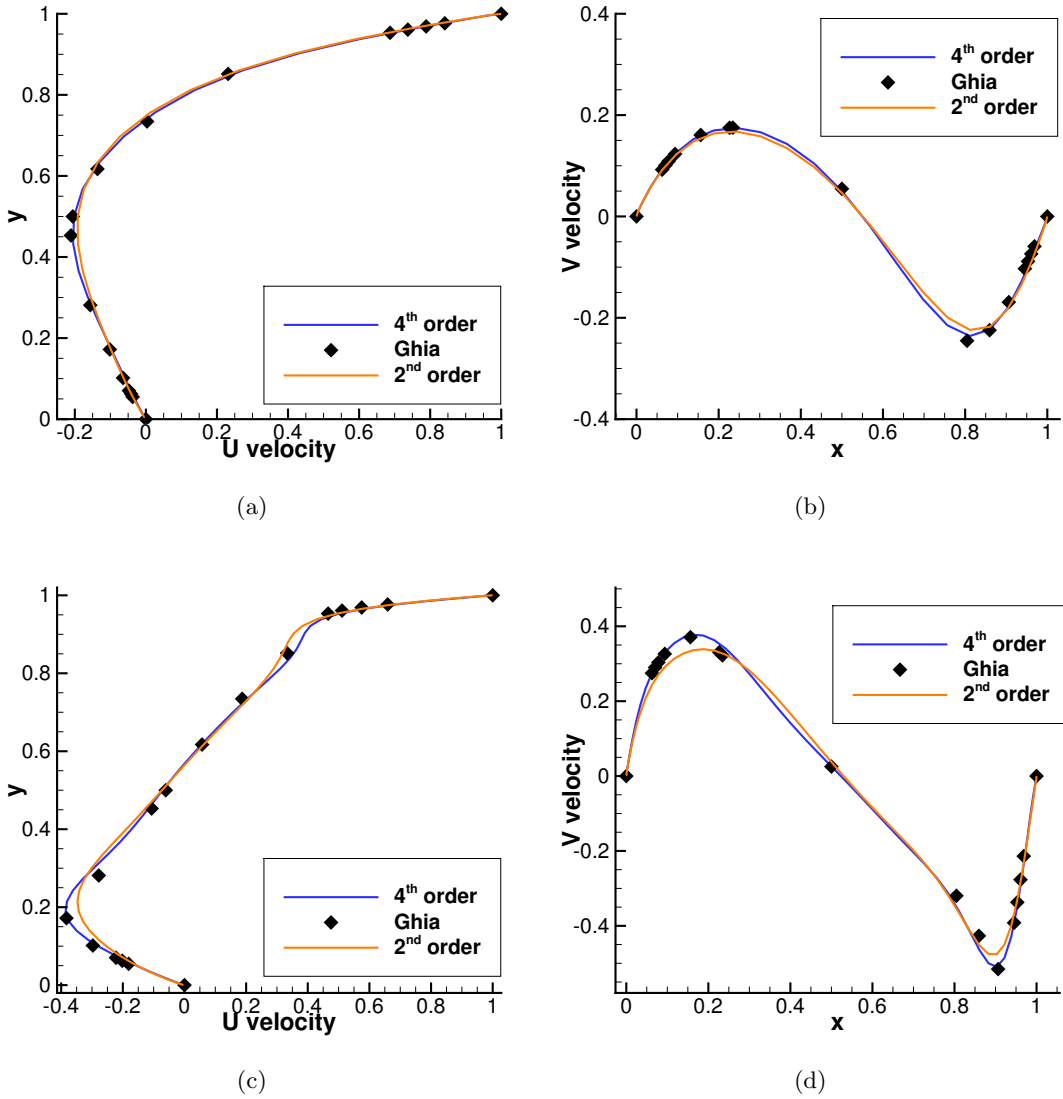 1
0.8
0.6
y
0.4
0.2
0
-0.2 0 0.2 0.4 0.6 0.8 1
U velocity
4th order
Ghia
2nd order
(a)
0.4
0.2
0
V velocity
-0.2
-0.4
0 0.2 0.4 0.6 0.8 1
x
4th order
Ghia
2nd order
(b)
1
0.8
0.6
y
0.4
0.2
0
-0.4 -0.2 0 0.2 0.4 0.6 0.8 1
U velocity
4th order
Ghia
2nd order
(c)
0.4
0.2
0
V velocity
-0.2
-0.4
0 0.2 0.4 0.6 0.8 1
x
4th order
Ghia
2nd order
(d)